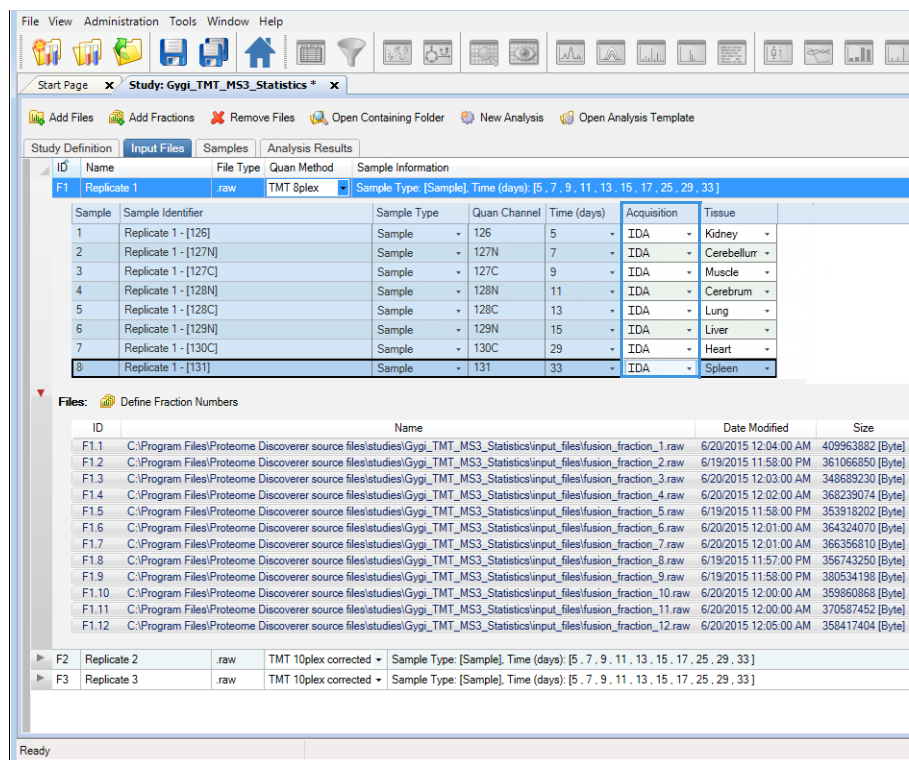 File View Administration Tools Window Help
Start Page x Study: Gygi_TMT_MS3_Statistics * x
Add Files Add Fractions Remove Files Open Containing Folder New Analysis Open Analysis Template
Study Definition Input Files Samples Analysis Results
ID Name File Type Quan Method Sample Information
F1 Replicate 1 .raw TMT 8plex Sample Type: [Sample], Time (days): [5 , 7 , 9 , 11 , 13 , 15 , 17 , 25 , 29 , 33 ]
Sample Sample Identifier Sample Type Quan Channel Time (days) Acquisition Tissue
1 Replicate 1 - [126] Sample 126 5 IDA Kidney
2 Replicate 1 - [127N] Sample 127N 7 IDA Cerebellum
3 Replicate 1 - [127C] Sample 127C 9 IDA Muscle
4 Replicate 1 - [128N] Sample 128N 11 IDA Cerebrum
5 Replicate 1 - [128C] Sample 128C 13 IDA Lung
6 Replicate 1 - [129N] Sample 129N 15 IDA Liver
7 Replicate 1 - [130C] Sample 130C 29 IDA Heart
8 Replicate 1 - [131] Sample 131 33 IDA Spleen
Files: Define Fraction Numbers
ID Name Date Modified Size
F1.1 C:\Program Files\Proteome Discoverer source files\studies\Gygi_TMT_MS3_Statistics\input_files\fusion_fraction_1.raw 6/20/2015 12:04:00 AM 409963882 [Byte]
F1.2 C:\Program Files\Proteome Discoverer source files\studies\Gygi_TMT_MS3_Statistics\input_files\fusion_fraction_2.raw 6/19/2015 11:58:00 PM 361066850 [Byte]
F1.3 C:\Program Files\Proteome Discoverer source files\studies\Gygi_TMT_MS3_Statistics\input_files\fusion_fraction_3.raw 6/20/2015 12:03:00 AM 348689230 [Byte]
F1.4 C:\Program Files\Proteome Discoverer source files\studies\Gygi_TMT_MS3_Statistics\input_files\fusion_fraction_4.raw 6/20/2015 12:02:00 AM 368239074 [Byte]
F1.5 C:\Program Files\Proteome Discoverer source files\studies\Gygi_TMT_MS3_Statistics\input_files\fusion_fraction_5.raw 6/19/2015 11:58:00 PM 353918202 [Byte]
F1.6 C:\Program Files\Proteome Discoverer source files\studies\Gygi_TMT_MS3_Statistics\input_files\fusion_fraction_6.raw 6/20/2015 12:01:00 AM 364324070 [Byte]
F1.7 C:\Program Files\Proteome Discoverer source files\studies\Gygi_TMT_MS3_Statistics\input_files\fusion_fraction_7.raw 6/20/2015 12:01:00 AM 366356810 [Byte]
F1.8 C:\Program Files\Proteome Discoverer source files\studies\Gygi_TMT_MS3_Statistics\input_files\fusion_fraction_8.raw 6/19/2015 11:57:00 PM 356743250 [Byte]
F1.9 C:\Program Files\Proteome Discoverer source files\studies\Gygi_TMT_MS3_Statistics\input_files\fusion_fraction_9.raw 6/19/2015 11:58:00 PM 380534198 [Byte]
F1.10 C:\Program Files\Proteome Discoverer source files\studies\Gygi_TMT_MS3_Statistics\input_files\fusion_fraction_10.raw 6/20/2015 12:00:00 AM 359860868 [Byte]
F1.11 C:\Program Files\Proteome Discoverer source files\studies\Gygi_TMT_MS3_Statistics\input_files\fusion_fraction_11.raw 6/20/2015 12:00:00 AM 370587452 [Byte]
F1.12 C:\Program Files\Proteome Discoverer source files\studies\Gygi_TMT_MS3_Statistics\input_files\fusion_fraction_12.raw 6/20/2015 12:05:00 AM 358417404 [Byte]
F2 Replicate 2 .raw TMT 10plex corrected Sample Type: [Sample], Time (days): [5 , 7 , 9 , 11 , 13 , 15 , 17 , 25 , 29 , 33 ]
F3 Replicate 3 .raw TMT 10plex corrected Sample Type: [Sample], Time (days): [5 , 7 , 9 , 11 , 13 , 15 , 17 , 25 , 29 , 33 ]
Ready